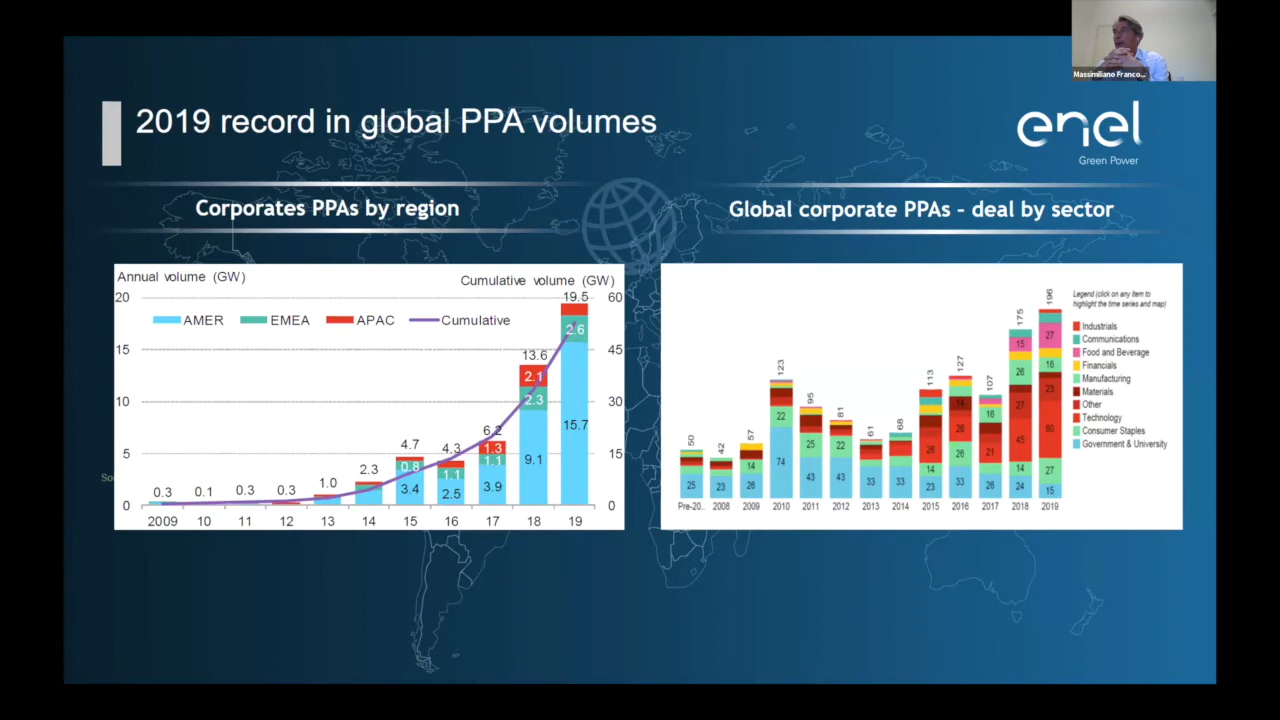 Massimiliano Franco...
2019 record in global PPA volumes
enel
Green Power
Corporates PPAs by region
Global corporate PPAs - deal by sector
Annual volume (GW)
Cumulative volume (GW)
20
15
10
5
0
60
45
30
15
0
AMER
EMEA
APAC
Cumulative
0.3
0.1
0.3
0.3
1.0
2.3
4.7
0.8
3.4
4.3
1.1
2.5
6.2
1.3
1.1
3.9
13.6
2.1
2.3
9.1
19.5
2.6
15.7
2009 10 11 12 13 14 15 16 17 18 19
So
50
25
42
23
57
14
26
123
22
74
95
25
43
81
22
43
61
33
68
33
113
26
14
23
127
14
26
26
33
107
16
21
26
175
15
26
27
45
14
24
196
27
16
23
60
27
15
Pre-20.. 2008 2009 2010 2011 2012 2013 2014 2015 2016 2017 2018 2019
Legend (click on any item to
highlight the time series and map)
Industrials
Communications
Food and Beverage
Financials
Manufacturing
Materials
Other
Technology
Consumer Staples
Government & University